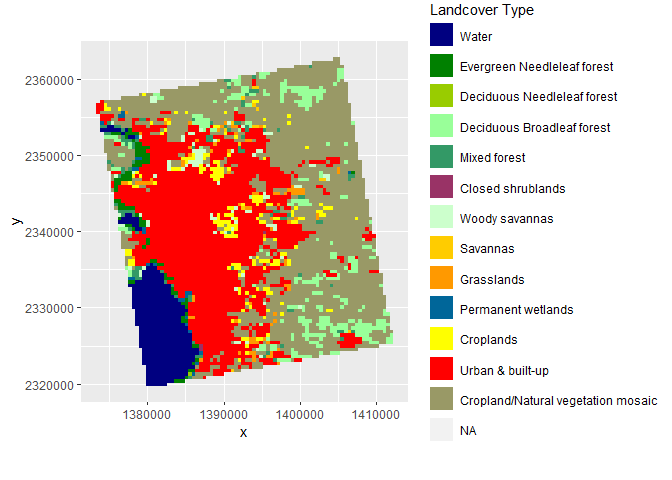 Landcover Type
Water
Evergreen Needleleaf forest
Deciduous Needleleaf forest
Deciduous Broadleaf forest
Mixed forest
Closed shrublands
Woody savannas
Savannas
Grasslands
Permanent wetlands
Croplands
Urban & built-up
Cropland/Natural vegetation mosaic
NA
2360000
2350000
2340000
2330000
2320000
y
1380000 1390000 1400000 1410000
x